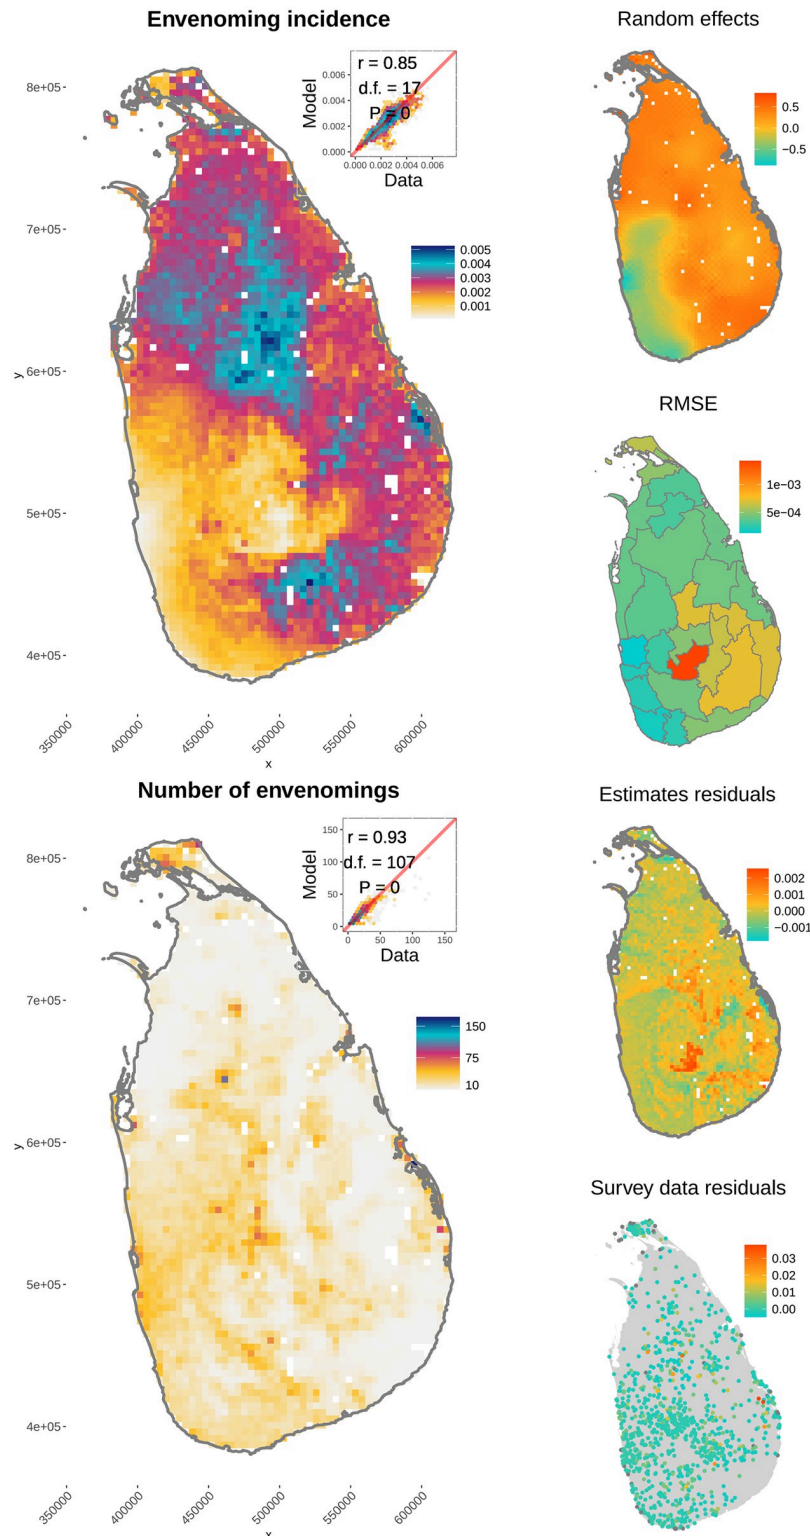 Envenoming incidence
r = 0.85
d.f. = 17
P = 0
Model
0.006
0.004
0.002
0.000
0.000 0.002 0.004 0.006
Data
0.005
0.004
0.003
0.002
0.001
y
8e+05
7e+05
6e+05
5e+05
4e+05
350000
400000
450000
500000
550000
600000
x
Random effects
0.5
0.0
−0.5
RMSE
1e−03
5e−04
Number of envenomings
r = 0.93
d.f. = 107
P = 0
Model
150
100
50
0
0 50 100 150
Data
150
75
10
y
8e+05
7e+05
6e+05
5e+05
4e+05
350000
400000
450000
500000
550000
600000
x
Estimates residuals
0.002
0.001
0.000
−0.001
Survey data residuals
0.03
0.02
0.01
0.00